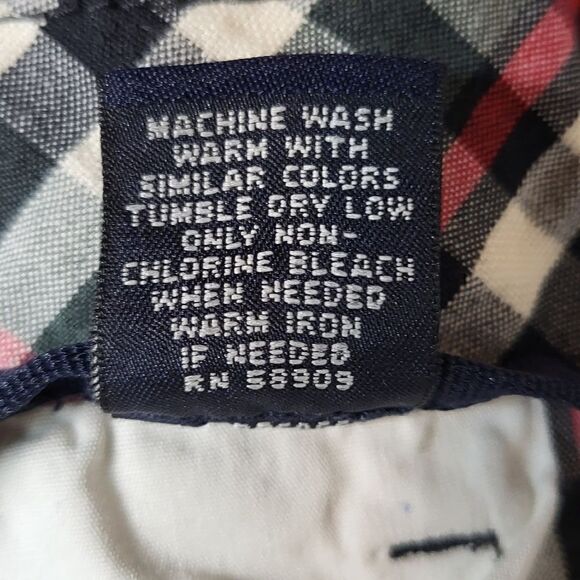 MACHINE WASH
WARM WITH
SIMILAR COLORS
TUMBLE DRY LOW
ONLY NON-
CHLORINE BLEACH
WHEN NEEDED
WARM IRON
IF NEEDED
RN 58909